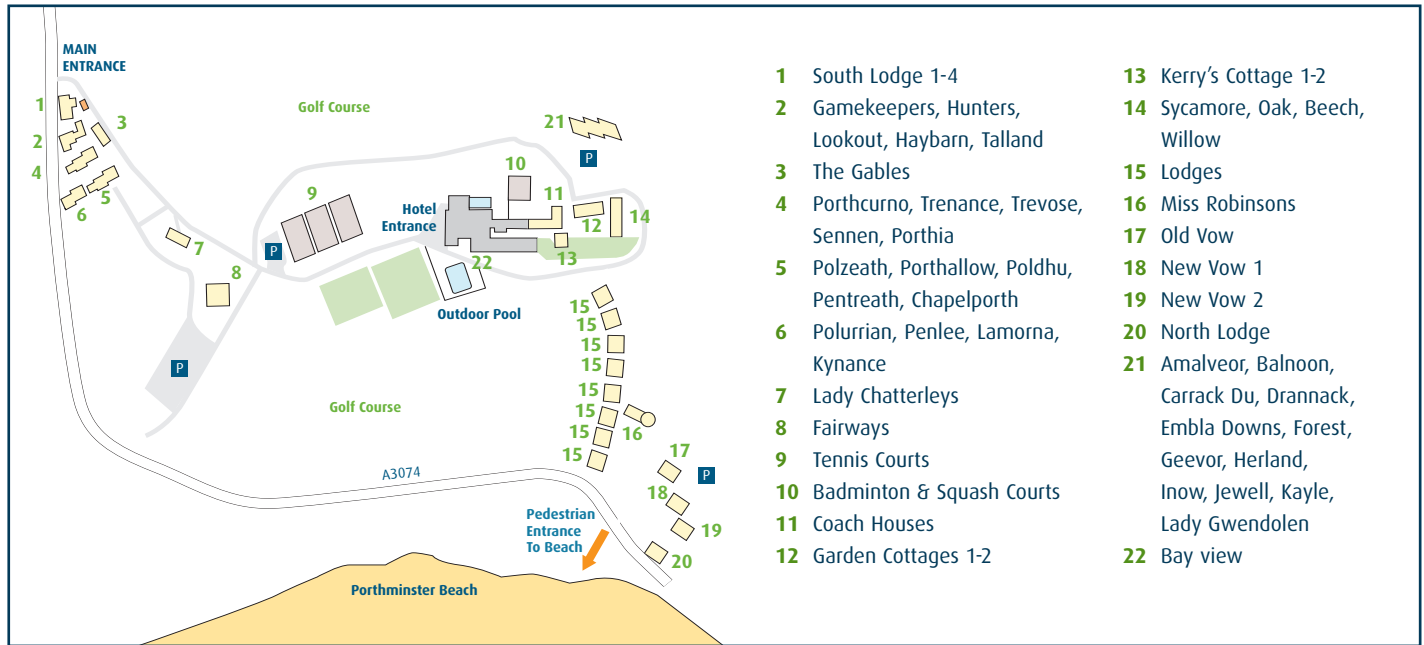 MAIN
ENTRANCE
1
2
3
4
5
6
7
8
P
P
Golf Course
9
Hotel
Entrance
10
11
12
13
14
21
P
22
Outdoor Pool
Golf Course
15
15
15
15
15
15
15
15
16
17
P
18
19
20
A3074
Pedestrian
Entrance
To Beach
Porthminster Beach
1 South Lodge 1-4
2 Gamekeepers, Hunters,
Lookout, Haybarn, Talland
3 The Gables
4 Porthcurno, Trenance, Trevose,
Sennen, Porthia
5 Polzeath, Porthallow, Poldhu,
Pentreath, Chapelporth
6 Polurrian, Penlee, Lamorna,
Kynance
7 Lady Chatterleys
8 Fairways
9 Tennis Courts
10 Badminton & Squash Courts
11 Coach Houses
12 Garden Cottages 1-2
13 Kerry's Cottage 1-2
14 Sycamore, Oak, Beech,
Willow
15 Lodges
16 Miss Robinsons
17 Old Vow
18 New Vow 1
19 New Vow 2
20 North Lodge
21 Amalveor, Balnoon,
Carrack Du, Drannack,
Embla Downs, Forest,
Geevor, Herland,
Inow, Jewell, Kayle,
Lady Gwendolen
22 Bay view